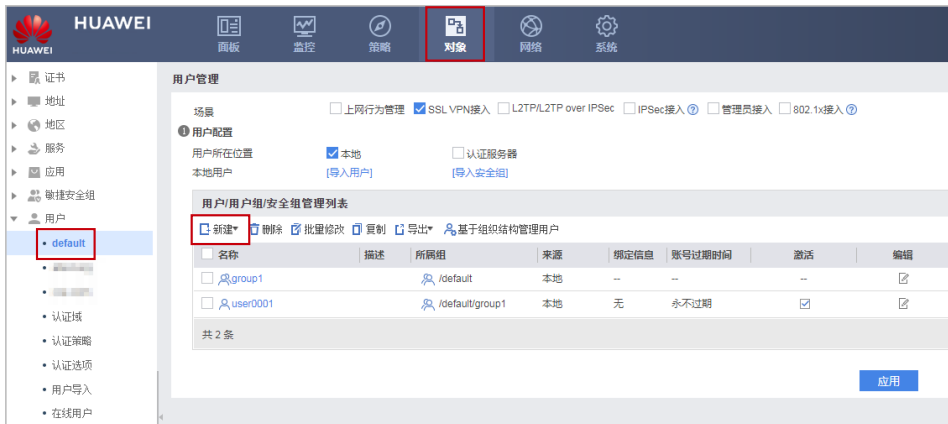 HUAWEI
HUAWEI
面板 监控 策略 对象 网络 系统
证书
地址
地区
服务
应用
敏捷安全组
用户
default
认证域
认证策略
认证选项
用户导入
在线用户
用户管理
场景 上网行为管理 SSL VPN接入 L2TP/L2TP over IPSec IPSec接入 ? 管理员接入 802.1x接入 ?
1 用户配置
用户所在位置 本地 认证服务器
本地用户 [导入用户] [导入安全组]
用户/用户组/安全组管理列表
新建 删除 批量修改 复制 导出 基于组织结构管理用户
名称 描述 所属组 来源 绑定信息 账号过期时间 激活 编辑
group1 /default 本地 -- -- --
user0001 /default/group1 本地 无 永不过期
共 2 条
应用